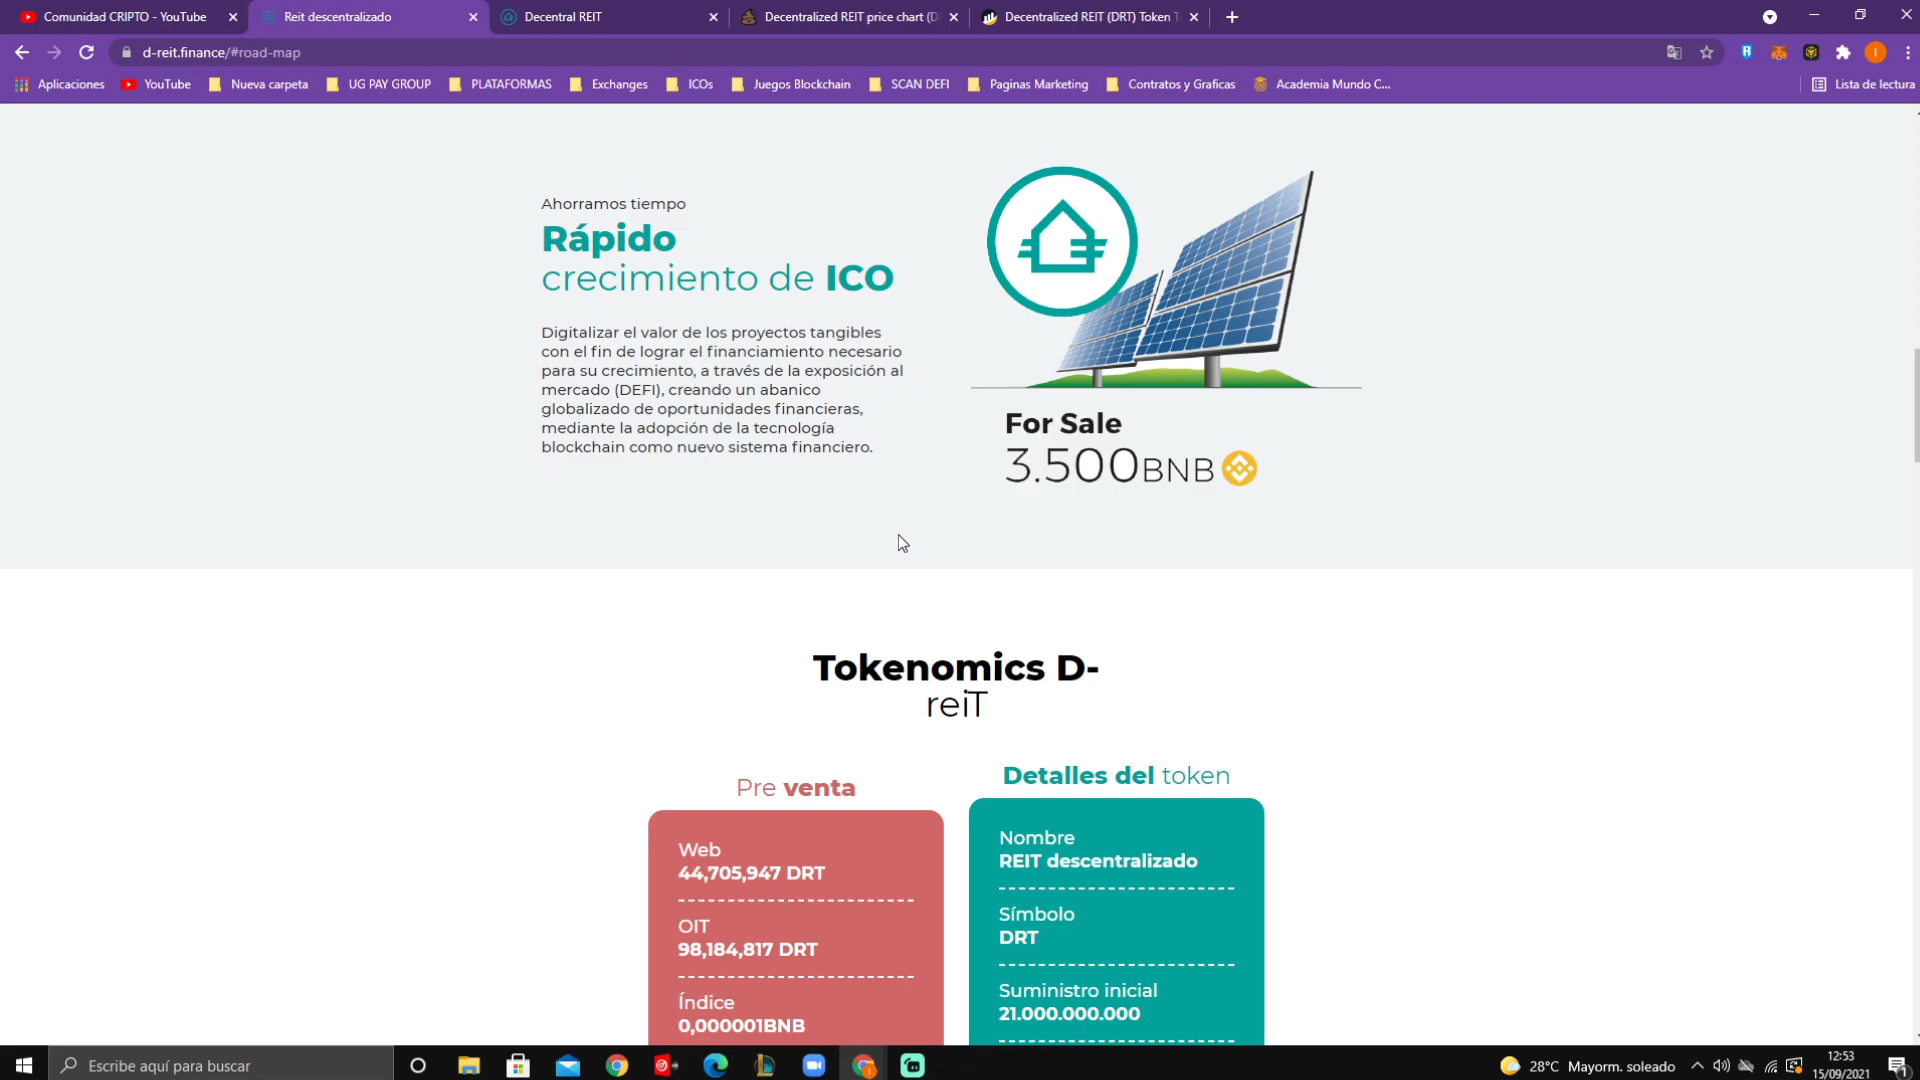 Comunidad CRIPTO - YouTube
Reit descentralizado
Decentral REIT
Decentralized REIT price chart (D
Decentralized REIT (DRT) Token T
d-reit.finance/#road-map
Aplicaciones
YouTube
Nueva carpeta
UG PAY GROUP
PLATAFORMAS
Exchanges
ICOs
Juegos Blockchain
SCAN DEFI
Paginas Marketing
Contratos y Graficas
Academia Mundo C...
Lista de lectura
Ahorramos tiempo
Rápido
crecimiento de ICO
Digitalizar el valor de los proyectos tangibles
con el fin de lograr el financiamiento necesario
para su crecimiento, a través de la exposición al
mercado (DEFI), creando un abanico
globalizado de oportunidades financieras,
mediante la adopción de la tecnología
blockchain como nuevo sistema financiero.
For Sale
3.500BNB
Tokenomics D-
reiT
Pre venta
Web
44,705,947 DRT
OIT
98,184,817 DRT
Índice
0,000001BNB
Detalles del token
Nombre
REIT descentralizado
Símbolo
DRT
Suministro inicial
21.000.000.000
Escribe aquí para buscar
28°C Mayorm. soleado
12:53
15/09/2021
1